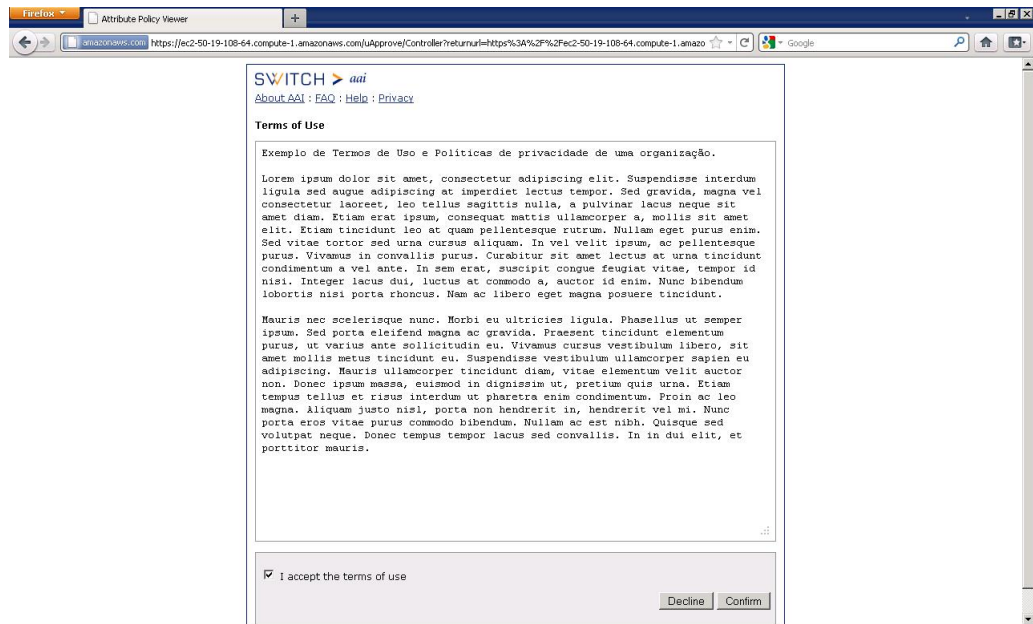 Firefox
Attribute Policy Viewer
amazonaws.com https://ec2-50-19-108-64.compute-1.amazonaws.com/uApprove/Controller?returnurl=https%3A%2F%2Fec2-50-19-108-64.compute-1.amazo
Google
SWITCH > aai
About AAI : FAQ : Help : Privacy
Terms of Use
Exemplo de Termos de Uso e Políticas de privacidade de uma organização.
Lorem ipsum dolor sit amet, consectetur adipiscing elit. Suspendisse interdum
ligula sed augue adipiscing at imperdiet lectus tempor. Sed gravida, magna vel
consectetur laoreet, leo tellus sagittis nulla, a pulvinar lacus neque sit
amet diam. Etiam erat ipsum, consequat mattis ullamcorper a, mollis sit amet
elit. Etiam tincidunt leo at quam pellentesque rutrum. Nullam eget purus enim.
Sed vitae tortor sed urna cursus aliquam. In vel velit ipsum, ac pellentesque
purus. Vivamus in convallis purus. Curabitur sit amet lectus at urna tincidunt
condimentum a vel ante. In sem erat, suscipit congue feugiat vitae, tempor id
nisi. Integer lacus dui, luctus at commodo a, auctor id enim. Nunc bibendum
lobortis nisi porta rhoncus. Nam ac libero eget magna posuere tincidunt.
Mauris nec scelerisque nunc. Morbi eu ultricies ligula. Phasellus ut semper
ipsum. Sed porta eleifend magna ac gravida. Praesent tincidunt elementum
purus, ut varius ante sollicitudin eu. Vivamus cursus vestibulum libero, sit
amet mollis metus tincidunt eu. Suspendisse vestibulum ullamcorper sapien eu
adipiscing. Mauris ullamcorper tincidunt diam, vitae elementum velit auctor
non. Donec ipsum massa, euismod in dignissim ut, pretium quis urna. Etiam
tempus tellus et risus interdum ut pharetra enim condimentum. Proin ac leo
magna. Aliquam justo nisl, porta non hendrerit in, hendrerit vel mi. Nunc
porta eros vitae purus commodo bibendum. Nullam ac est nibh. Quisque sed
volutpat neque. Donec tempus tempor lacus sed convallis. In in dui elit, et
porttitor mauris.
I accept the terms of use
Decline Confirm